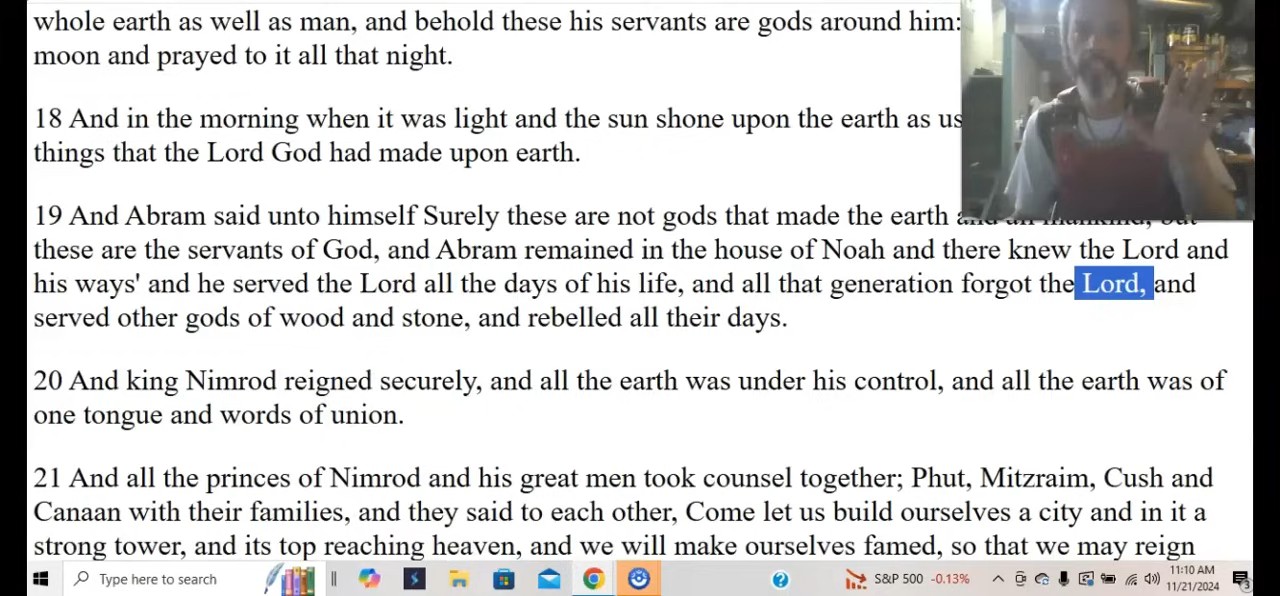 whole earth as well as man, and behold these his servants are gods around him:
moon and prayed to it all that night.
18 And in the morning when it was light and the sun shone upon the earth as us
things that the Lord God had made upon earth.
19 And Abram said unto himself Surely these are not gods that made the earth and all mankind, but
these are the servants of God, and Abram remained in the house of Noah and there knew the Lord and
his ways' and he served the Lord all the days of his life, and all that generation forgot the Lord, and
served other gods of wood and stone, and rebelled all their days.
20 And king Nimrod reigned securely, and all the earth was under his control, and all the earth was of
one tongue and words of union.
21 And all the princes of Nimrod and his great men took counsel together; Phut, Mitzraim, Cush and
Canaan with their families, and they said to each other, Come let us build ourselves a city and in it a
strong tower, and its top reaching heaven, and we will make ourselves famed, so that we may reign
Type here to search
S&P 500 -0.13%
11:10 AM
11/21/2024